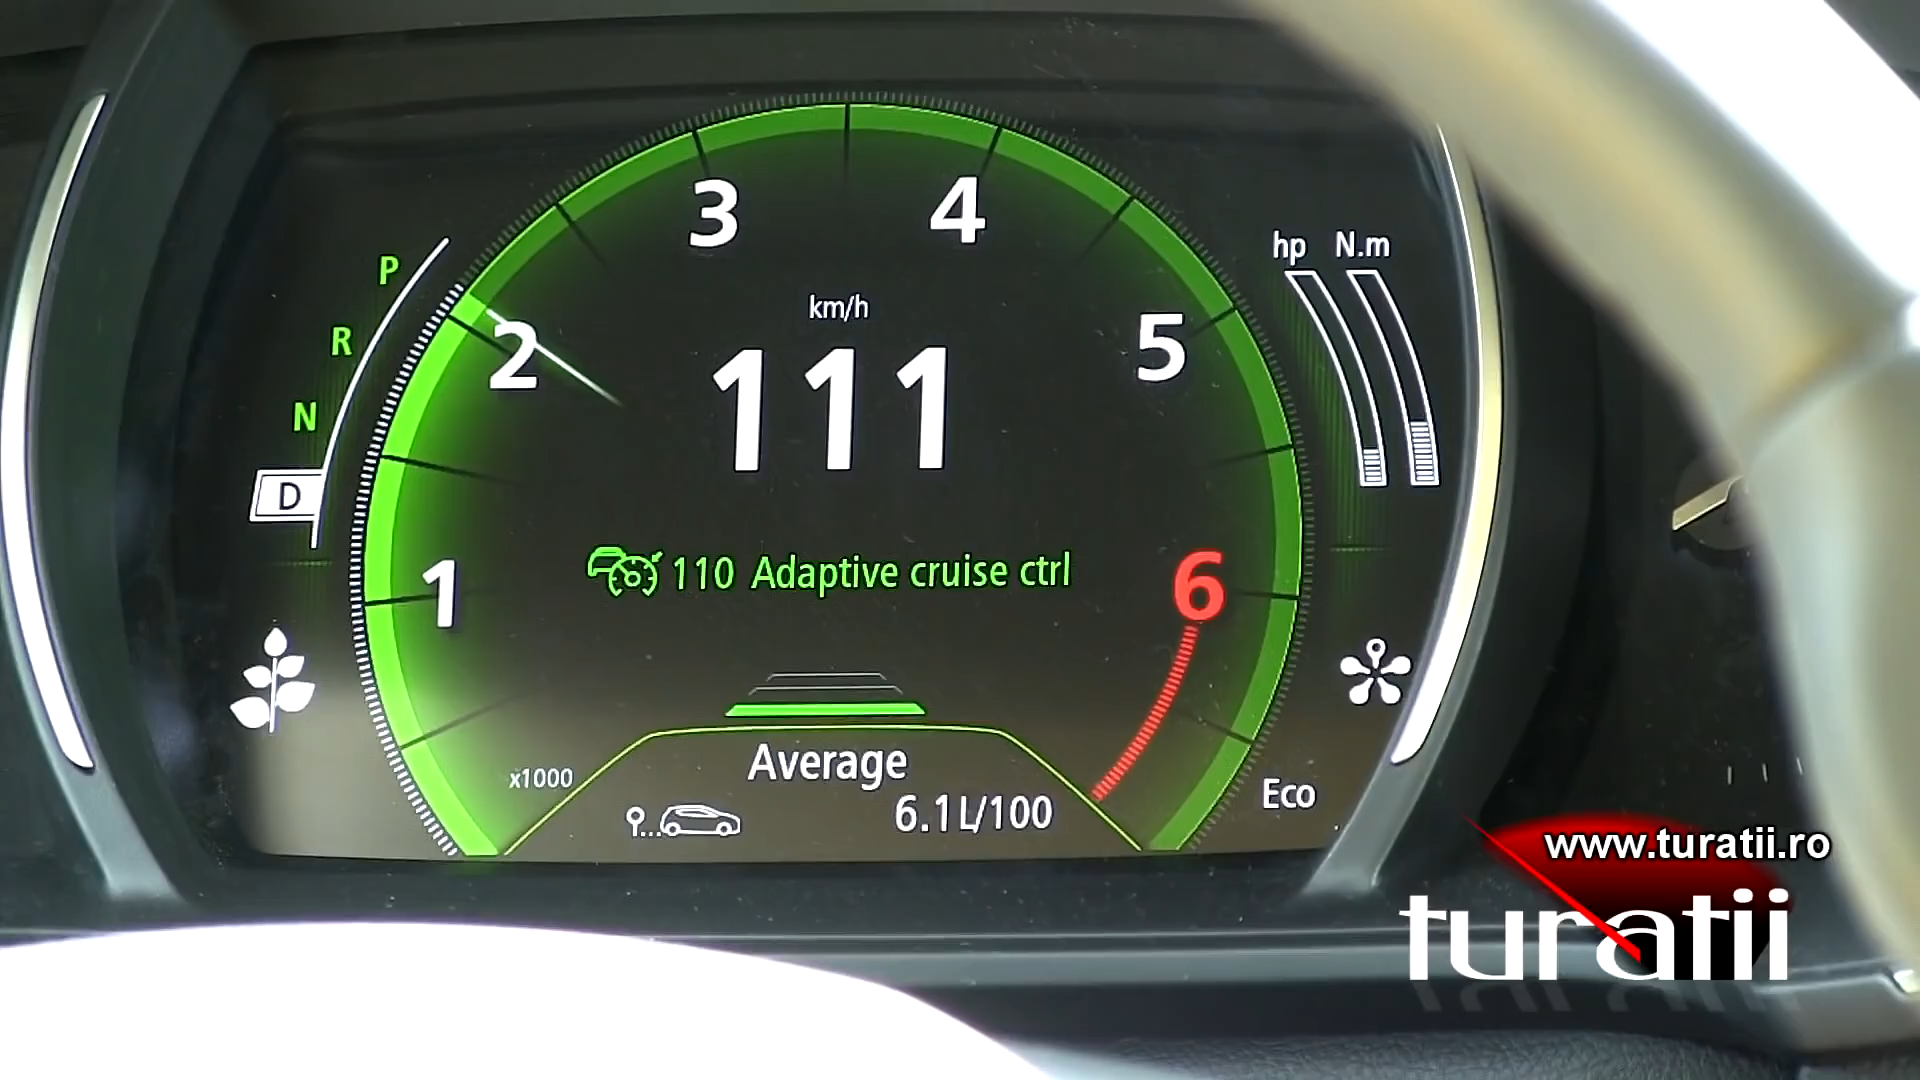 3 4
P
hp N.m
R
km/h
2
5
111
N
D
110 Adaptive cruise ctrl
1
6
Average
x1000
6.1 L/100
Eco
www.turatii.ro
turatii